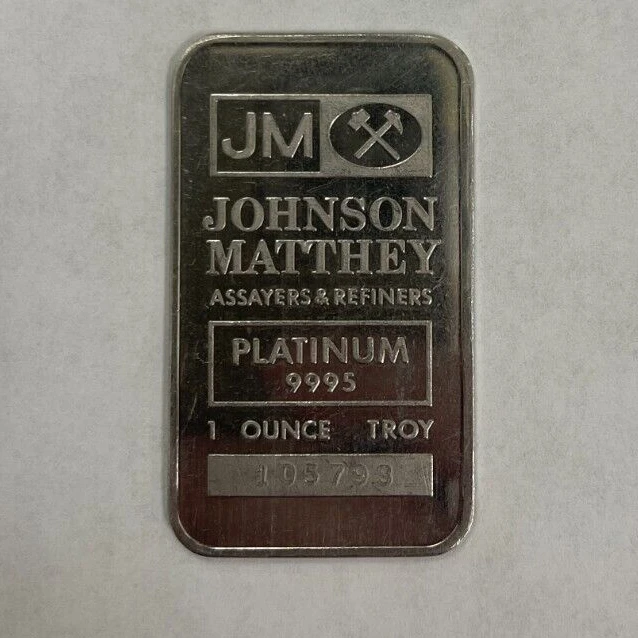 JM
JOHNSON
MATTHEY
ASSAYERS & REFINERS
PLATINUM
9995
1 OUNCE TROY
105793